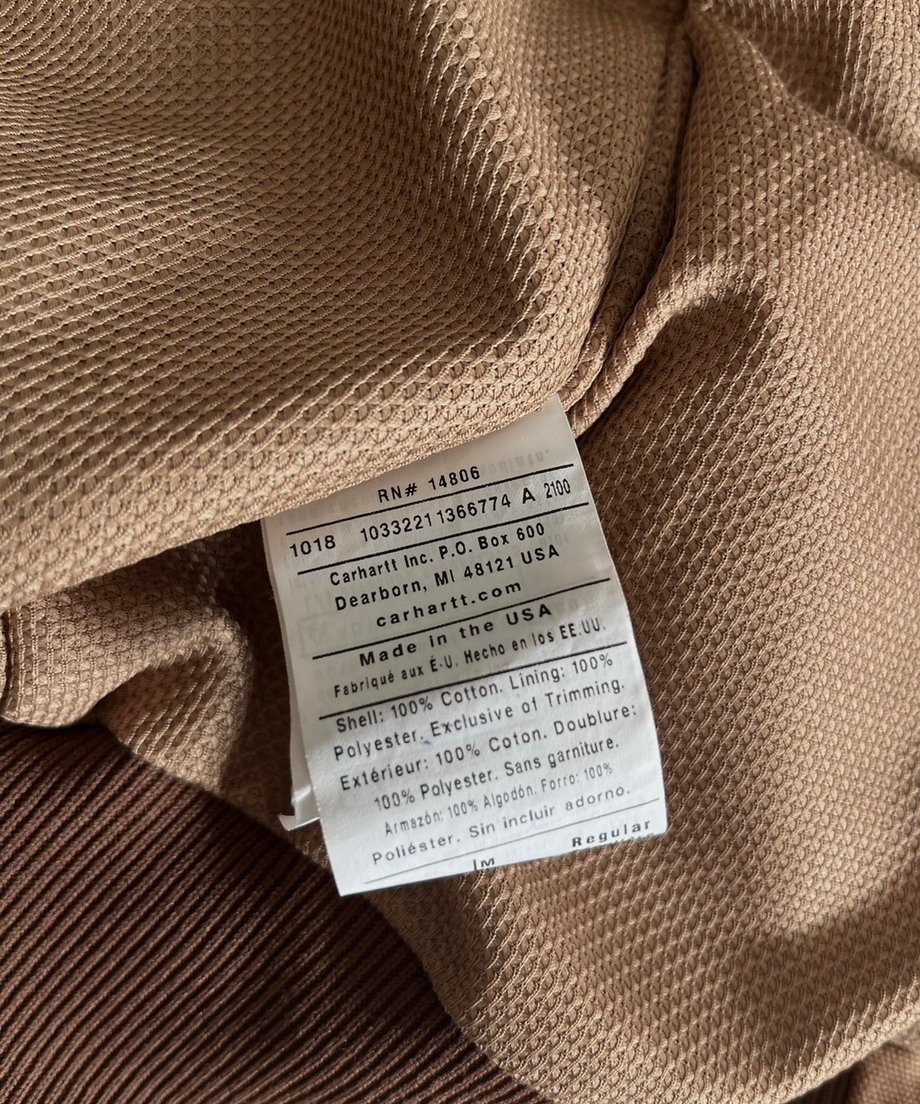 RN# 14806
1018 1033221 1366774 A 2100
Carhartt Inc. P.O. Box 600
Dearborn, MI 48121 USA
carhartt.com
Made in the USA
Fabriqué aux É-U. Hecho en los EE.UU.
Shell: 100% Cotton. Lining: 100%
Polyester. Exclusive of Trimming.
Extérieur: 100% Coton. Doublure:
100% Polyester. Sans garniture.
Armazón: 100% Algodón. Forro: 100%
Poliéster. Sin incluir adorno.
Regular